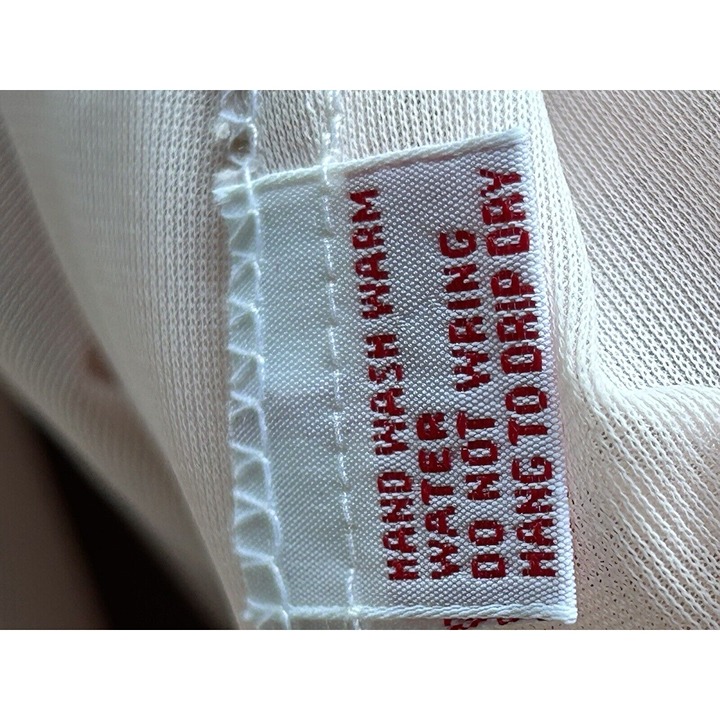 HAND WASH WARM
WATER
DO NOT WRING
HANG TO DRIP DRY